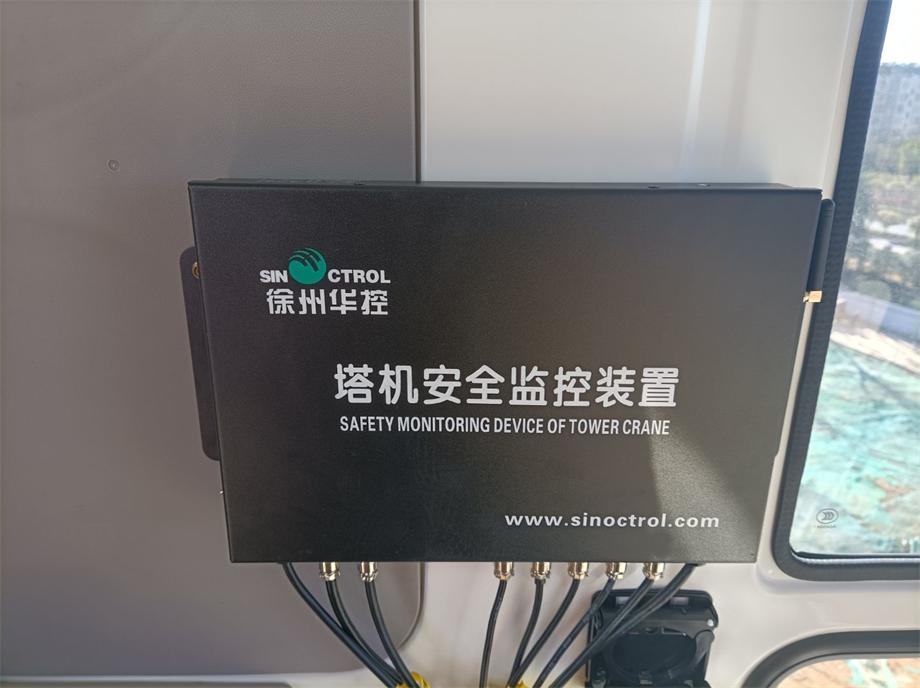 SIN CTROL
徐州华控
塔机安全监控装置
SAFETY MONITORING DEVICE OF TOWER CRANE
www.sinoctrol.com